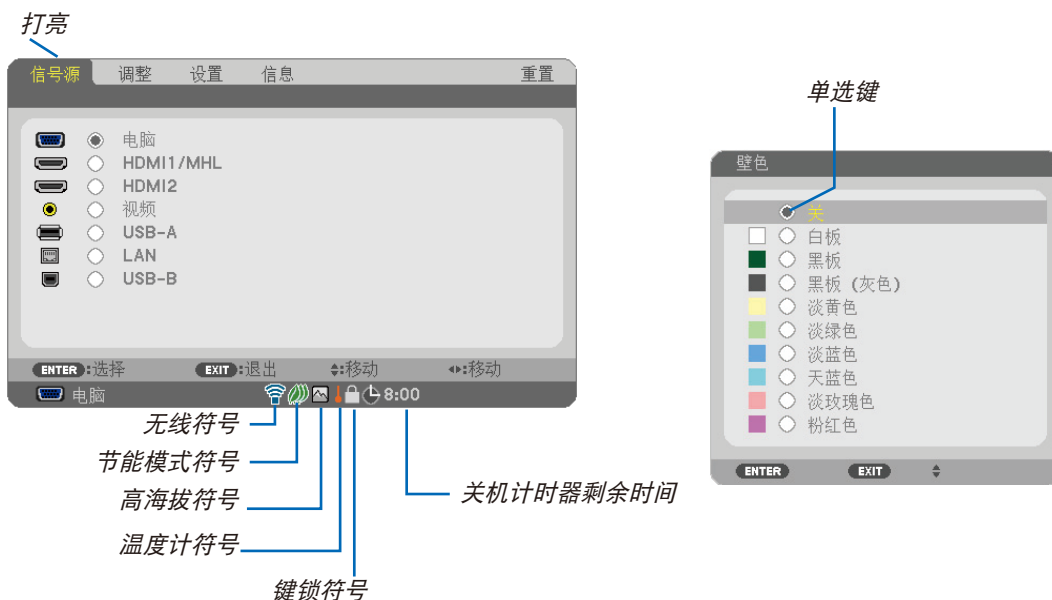 打亮
信号源 调整 设置 信息 重置
电脑
HDMI1/MHL
HDMI2
视频
USB-A
LAN
USB-B
ENTER:选择 EXIT:退出 :移动 :移动
电脑 8:00
无线符号
节能模式符号
高海拔符号
温度计符号
键锁符号
关机计时器剩余时间
单选键
壁色
关
白板
黑板
黑板 (灰色)
淡黄色
淡绿色
淡蓝色
天蓝色
淡玫瑰色
粉红色
ENTER EXIT